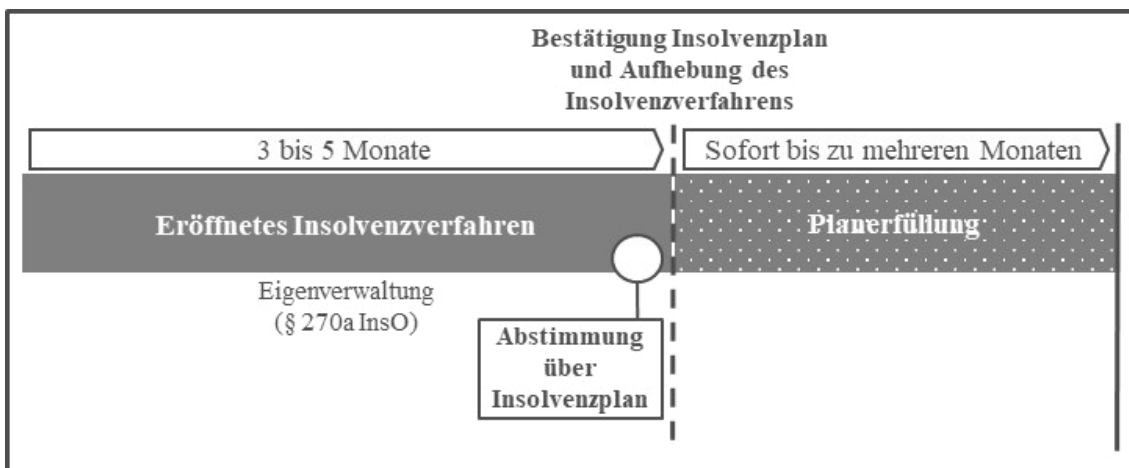 Bestätigung Insolvenzplan
und Aufhebung des
Insolvenzverfahrens
3 bis 5 Monate
Sofort bis zu mehreren Monaten
Eröffnetes Insolvenzverfahren
Planerfüllung
Eigenverwaltung
(§ 270a InsO)
Abstimmung
über
Insolvenzplan